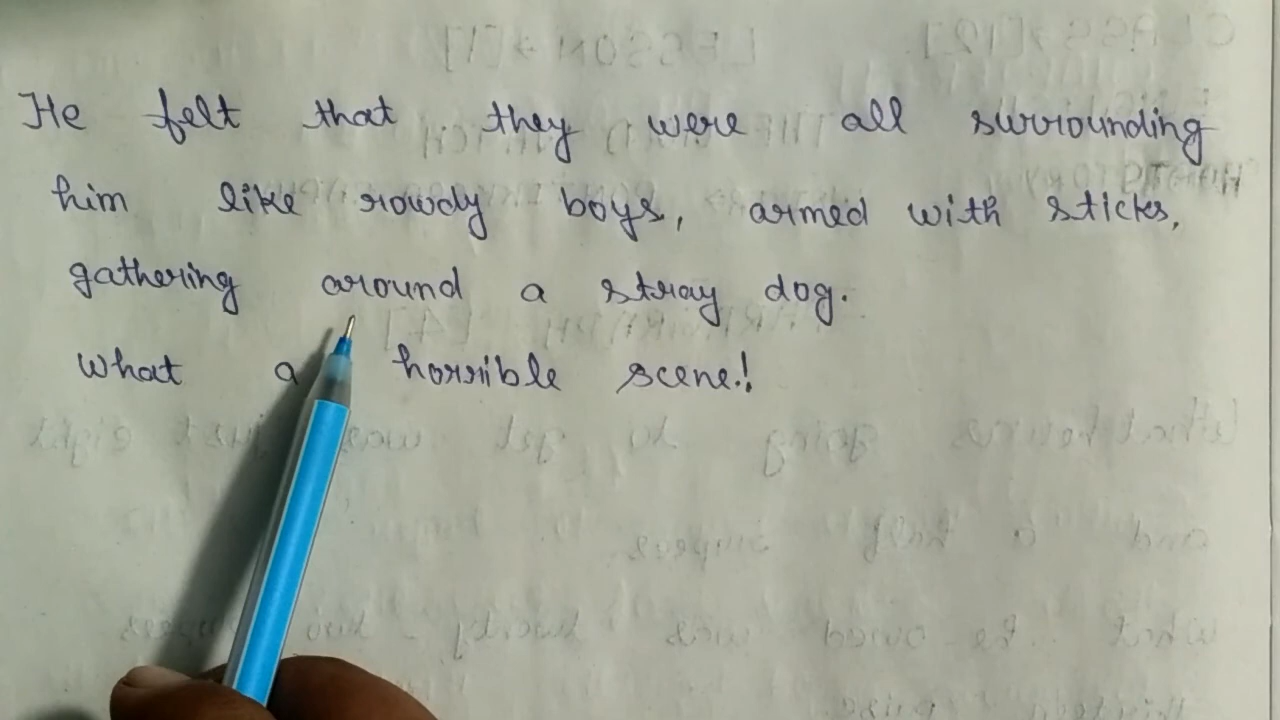 He felt that they were all surrounding
him like rowdy boys, armed with sticks,
gathering around a stray dog.
What a horrible scene.!